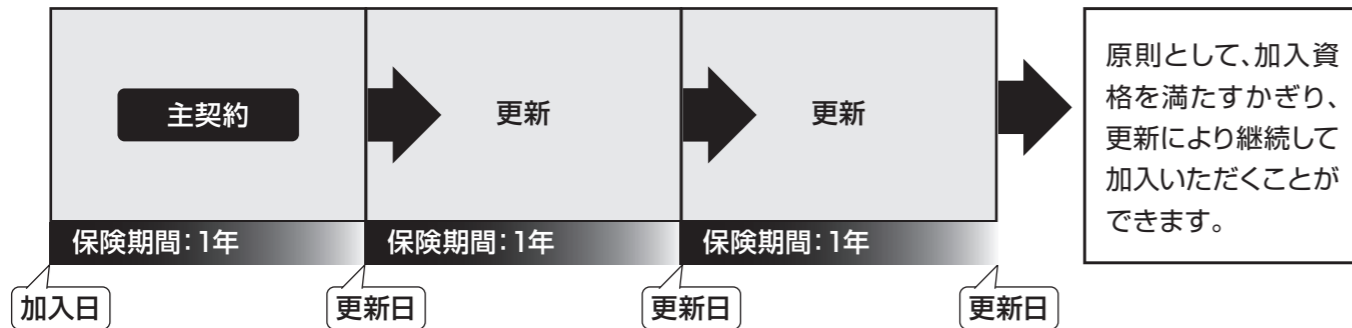 主契約
更新
更新
保険期間：1年
保険期間：1年
保険期間：1年
加入日
更新日
更新日
更新日
原則として、加入資
格を満たすかぎり、
更新により継続して
加入いただくことが
できます。